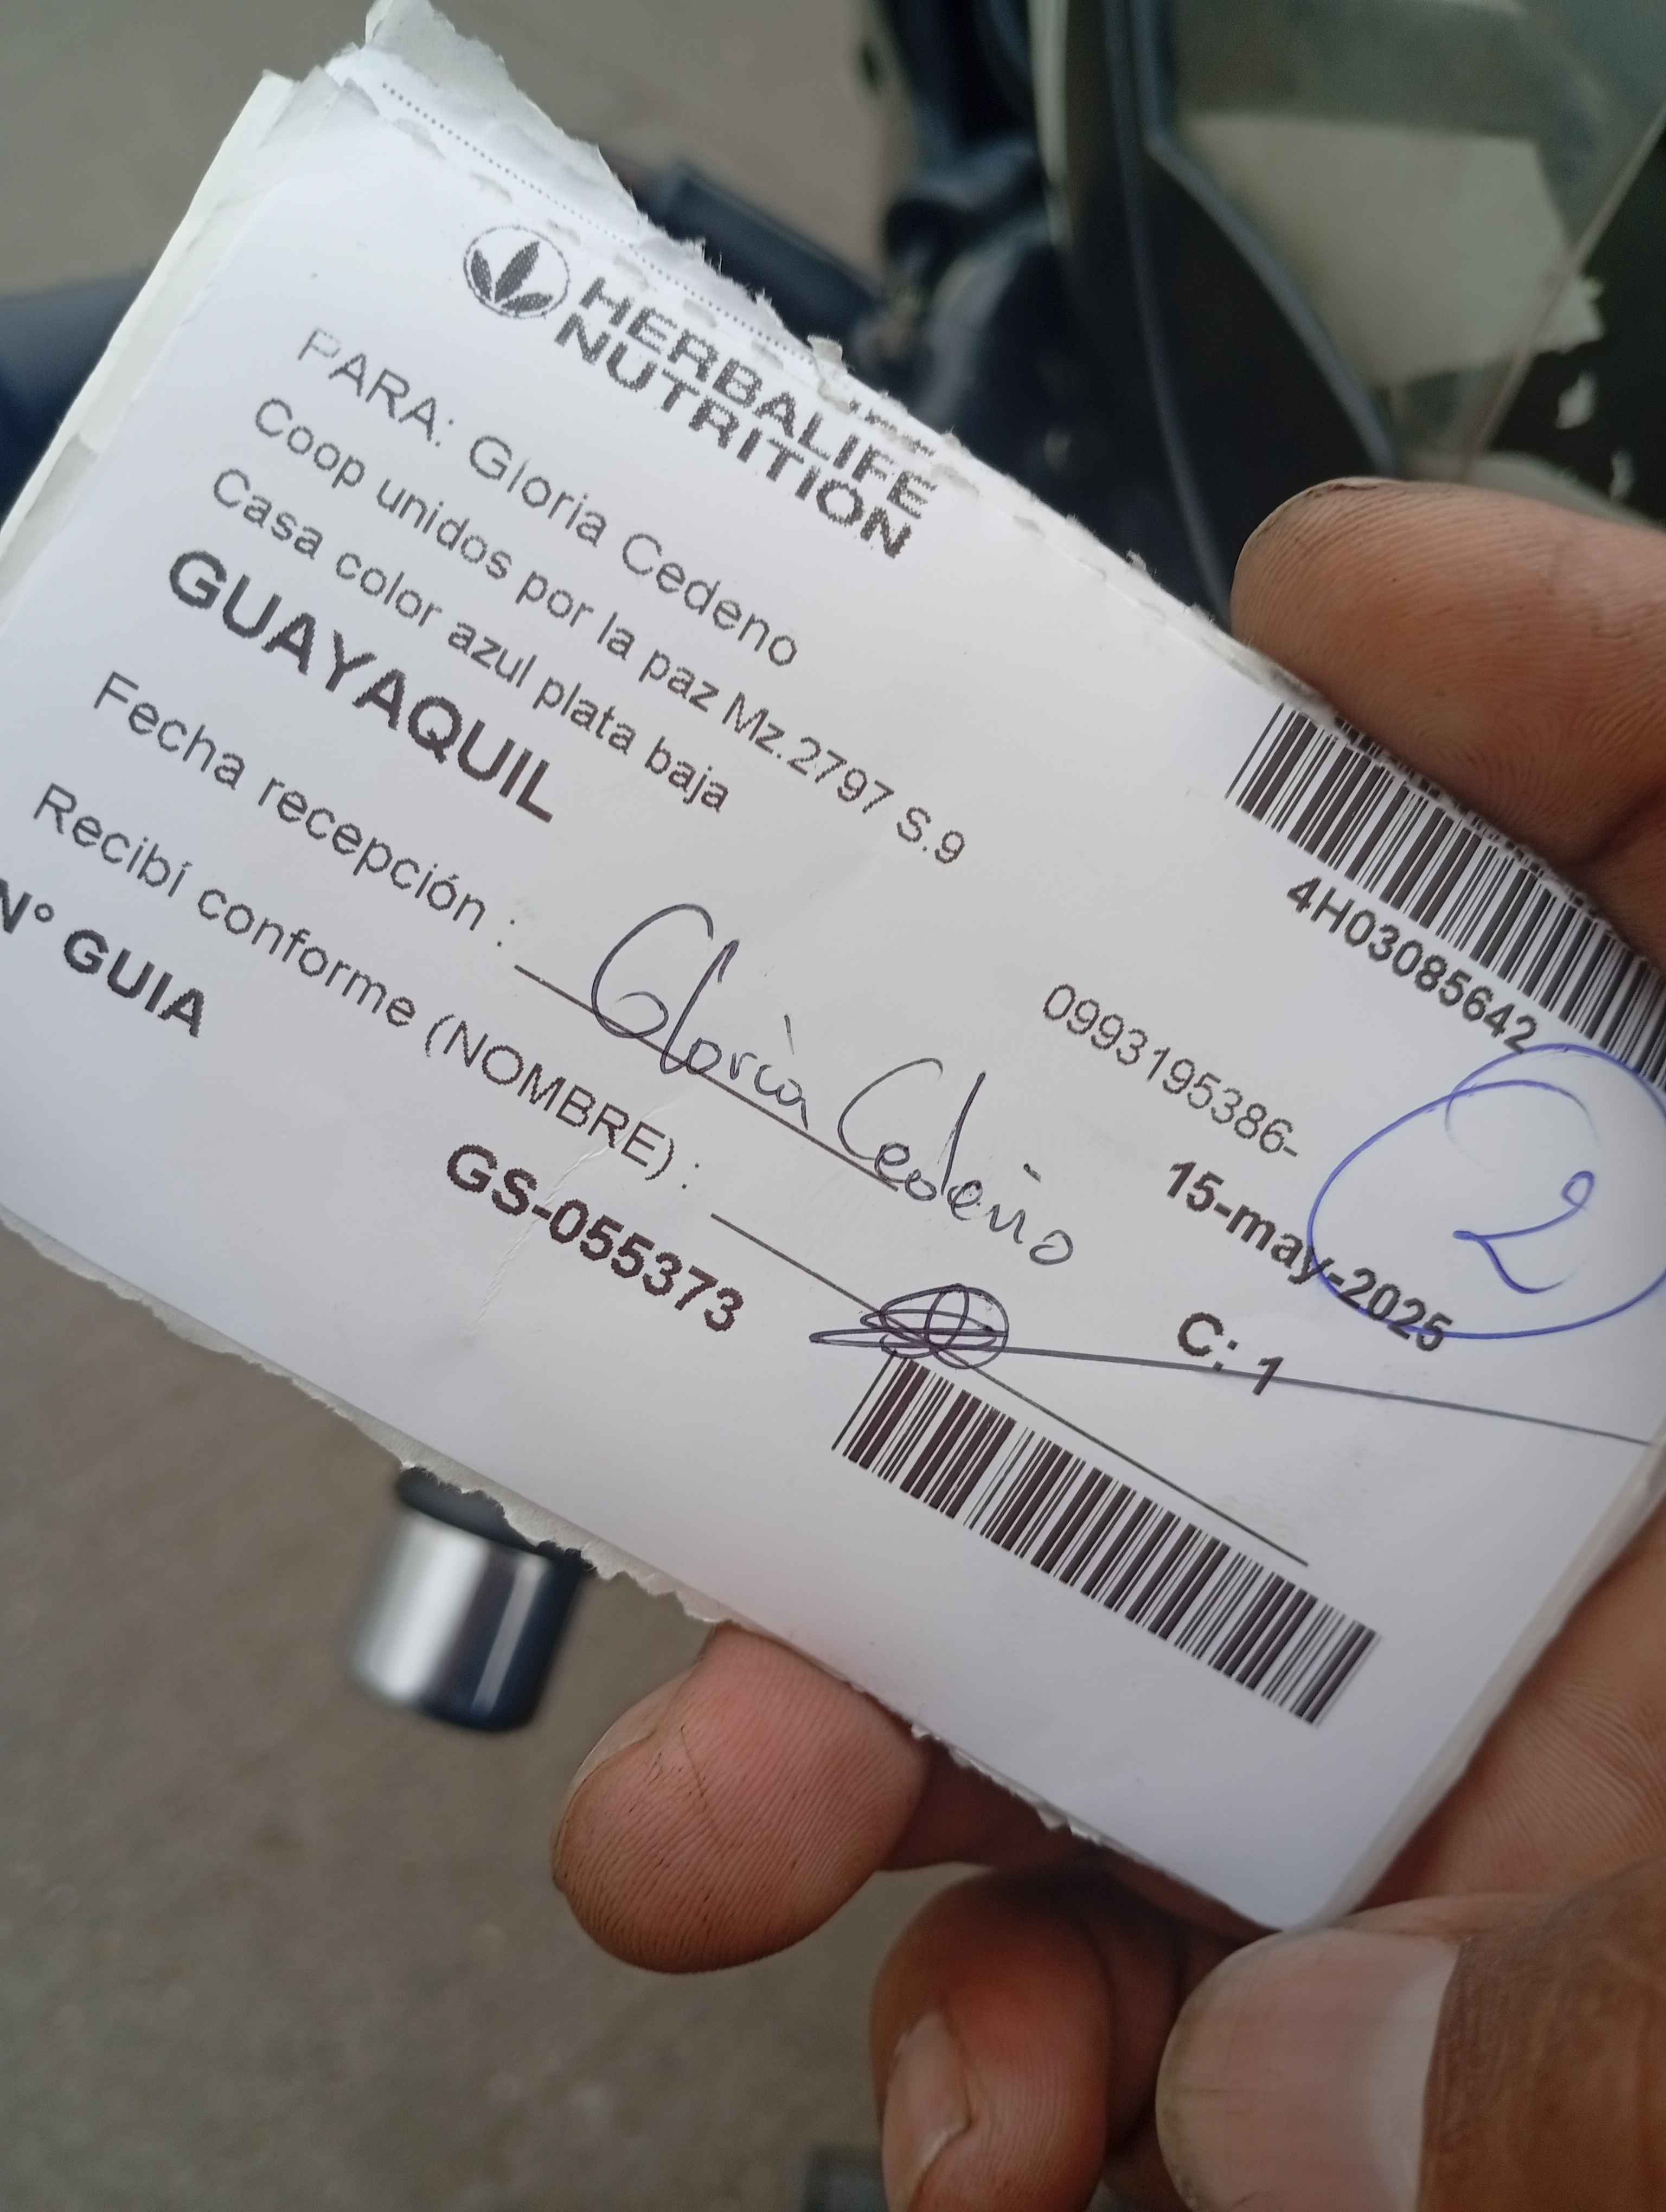 HERBALIFE
NUTRITION
4H03085642
PARA: Gloria Cedeno
Coop unidos por la paz Mz.2797 S.9
Casa color azul plata baja
0993195386-
GUAYAQUIL
15-may-2025
2
Fecha recepción :
Gloria Cedeño
C: 1
Recibí conforme (NOMBRE) :
N° GUIA
GS-055373